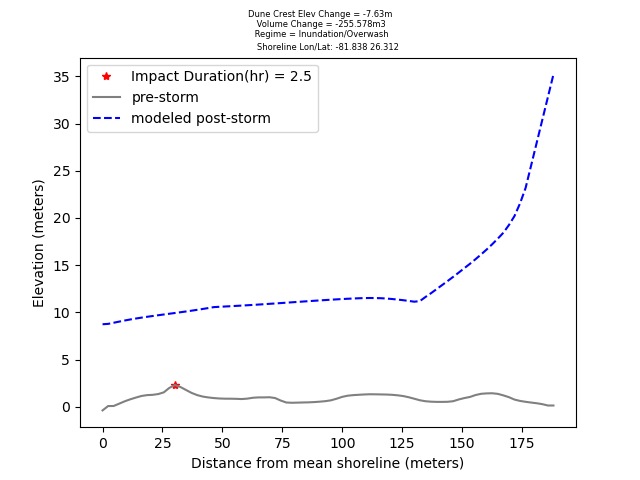 Dune Crest Elev Change = -7.63m
Volume Change = -255.578m3
Regime = Inundation/Overwash
Shoreline Lon/Lat: -81.838 26.312
Impact Duration(hr) = 2.5
pre-storm
modeled post-storm
Elevation (meters)
35
30
25
20
15
10
5
0
0 25 50 75 100 125 150 175
Distance from mean shoreline (meters)